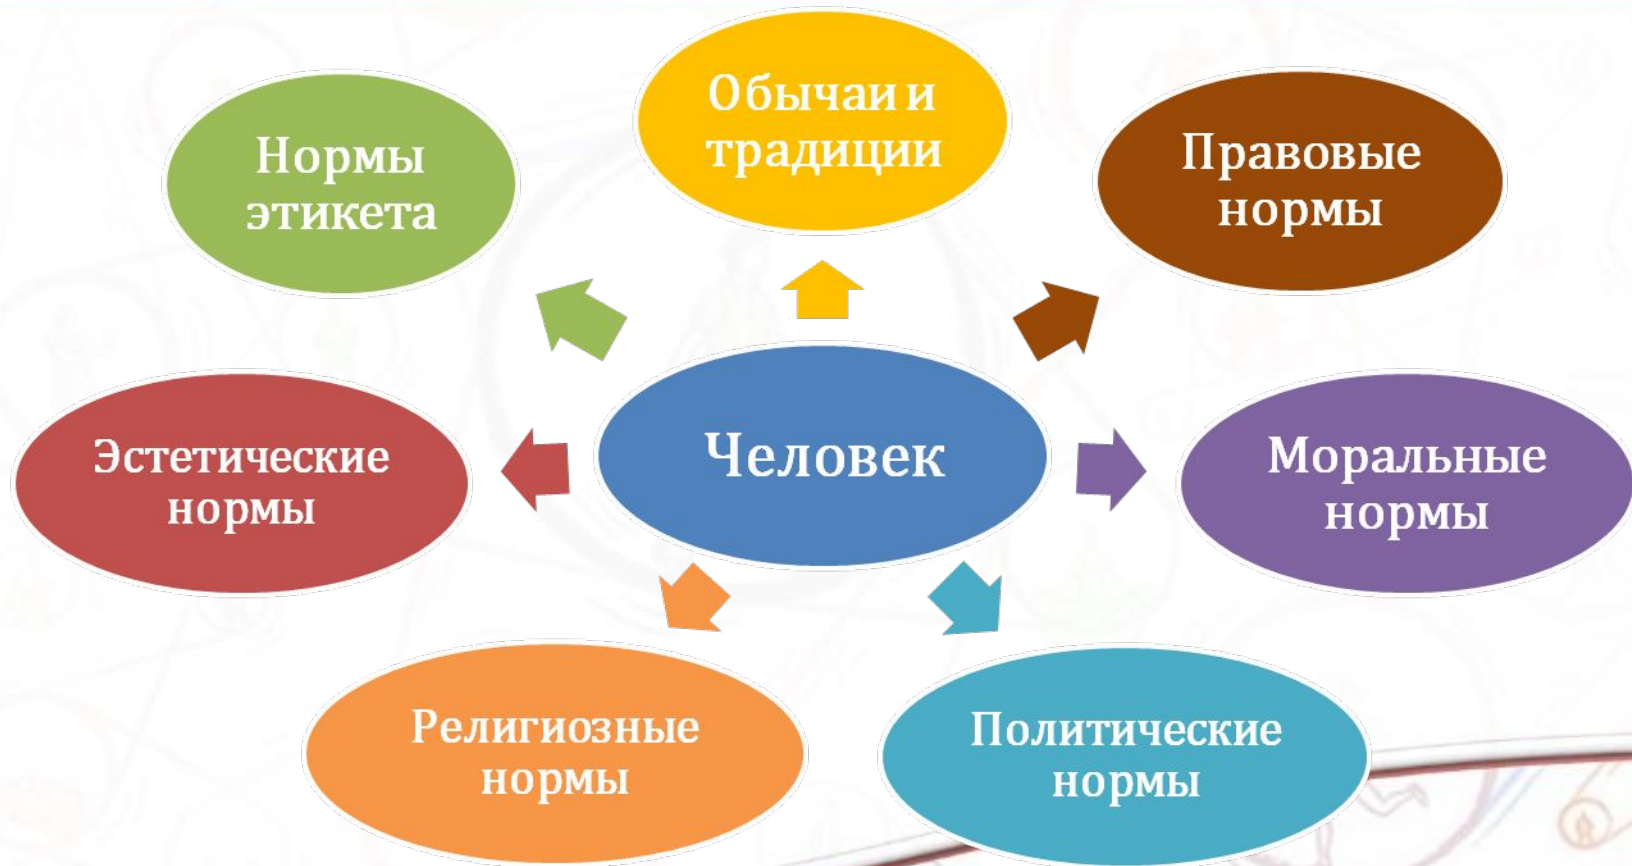 Обычаи и
традиции
Нормы
этикета
Правовые
нормы
Эстетические
нормы
Человек
Моральные
нормы
Религиозные
нормы
Политические
нормы